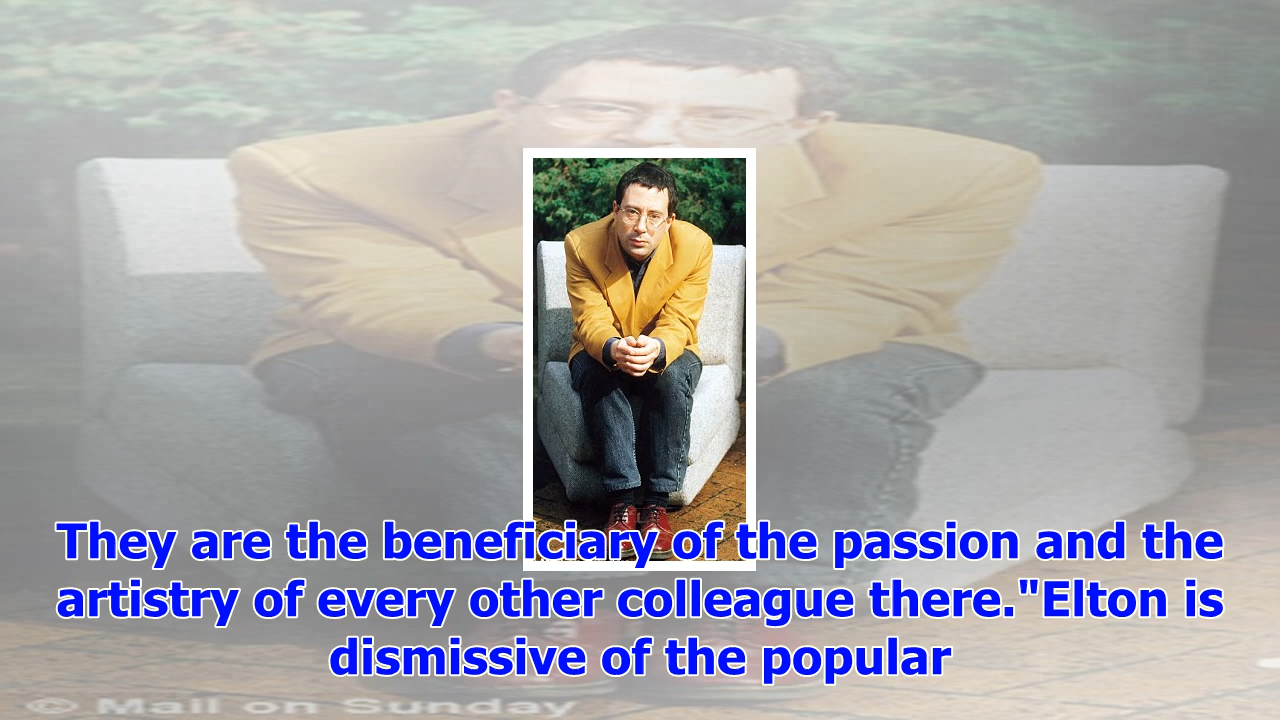 They are the beneficiary of the passion and the
artistry of every other colleague there."Elton is
dismissive of the popular
© Mail on Sunday